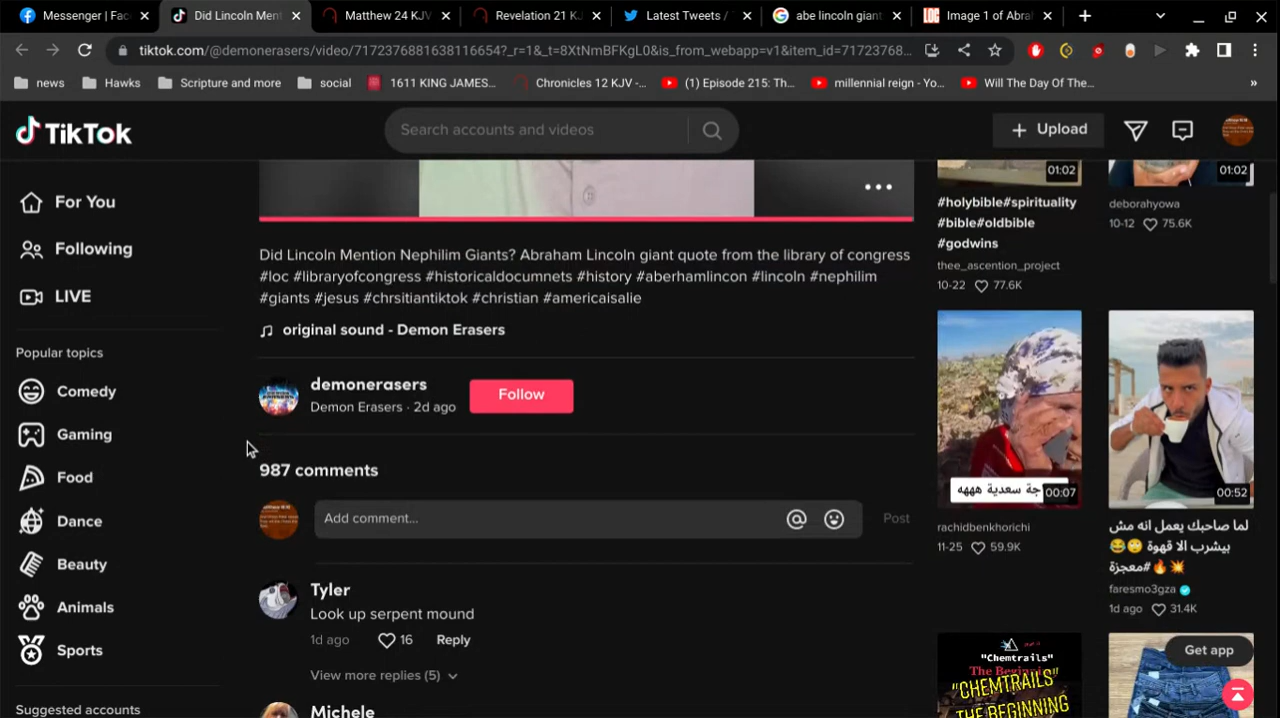 Messenger | Fac
Did Lincoln Ment
Matthew 24 KJV
Revelation 21 KJ
Latest Tweets /
abe lincoln giant
LOC
Image 1 of Abra
tiktok.com/@demonerasers/video/7172376881638116654?_r=1&_t=8XtNmBFKgL0&is_from_webapp=v1&item_id=71723768...
news
Hawks
Scripture and more
social
1611 KING JAMES...
Chronicles 12 KJV -...
(1) Episode 215: Th...
millennial reign - Yo...
Will The Day Of The...
»
TikTok
Search accounts and videos
+ Upload
For You
Following
LIVE
Popular topics
Comedy
Gaming
Food
Dance
Beauty
Animals
Sports
Suggested accounts
Did Lincoln Mention Nephilim Giants? Abraham Lincoln giant quote from the library of congress
#loc #libraryofcongress #historicaldocumnets #history #aberhamlincon #lincoln #nephilim
#giants #jesus #chrsitiantiktok #christian #americaisalie
original sound - Demon Erasers
demonerasers
Demon Erasers · 2d ago
Follow
987 comments
Add comment...
Post
Tyler
Look up serpent mound
1d ago
16
Reply
View more replies (5)
Michele
01:02
#holybible#spirituality
#bible#oldbible
#godwins
thee_ascention_project
10-22
77.6K
01:02
deborahyowa
10-12
75.6K
جة سعدية هههه
00:07
rachidbenkhorichi
11-25
59.9K
00:52
لما صاحبك يعمل انه مش
بيشرب الا قهوة 🙄😂
🔥💥#معجزة
faresmo3gza
1d ago
31.4K
"Chemtrails"
The Beginning
"CHEMTRAILS"
THE BEGINNING
Get app